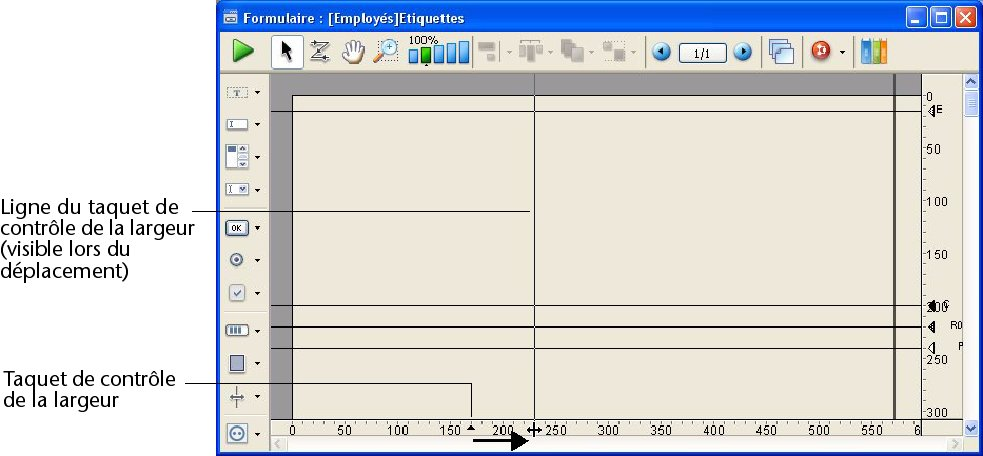 Formulaire : [Employés]Etiquettes
100%
1/1
T
I
I
OK
Ligne du taquet de
contrôle de la largeur
(visible lors du
déplacement)
Taquet de contrôle
de la largeur
0
E
50
100
150
200
R0
250
300
0 50 100 150 200 250 300 350 400 450 500 550 6